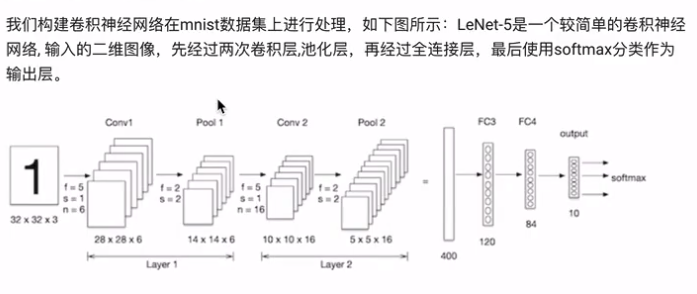 我们构建卷积神经网络在mnist数据集上进行处理，如下图所示：LeNet-5是一个较简单的卷积神经
网络, 输入的二维图像，先经过两次卷积层,池化层，再经过全连接层，最后使用softmax分类作为
输出层。
Conv1 Pool 1 Conv 2 Pool 2 FC3 FC4 output
1
f = 5
s = 1
n = 6
f = 2
s = 2
f = 5
s = 1
n = 16
f = 2
s = 2
=
softmax
32 x 32 x 3
28 x 28 x 6
14 x 14 x 6
10 x 10 x 16
5 x 5 x 16
400
120
84
10
Layer 1
Layer 2